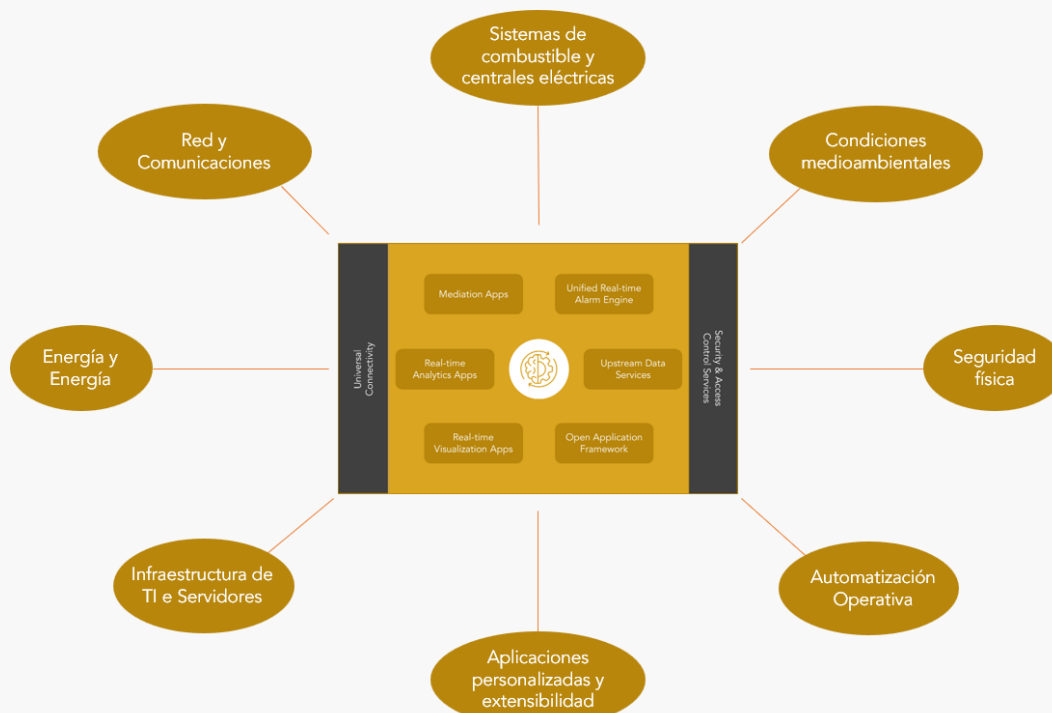 Sistemas de
combustible y
centrales eléctricas
Red y
Comunicaciones
Condiciones
medioambientales
Universal
Connectivity
Mediation Apps
Unified Real-time
Alarm Engine
Real-time
Analytics Apps
Upstream Data
Services
Real-time
Visualization Apps
Open Application
Framework
Security & Access
Control Services
Energía y
Energía
Seguridad
física
Infraestructura de
TI e Servidores
Automatización
Operativa
Aplicaciones
personalizadas y
extensibilidad